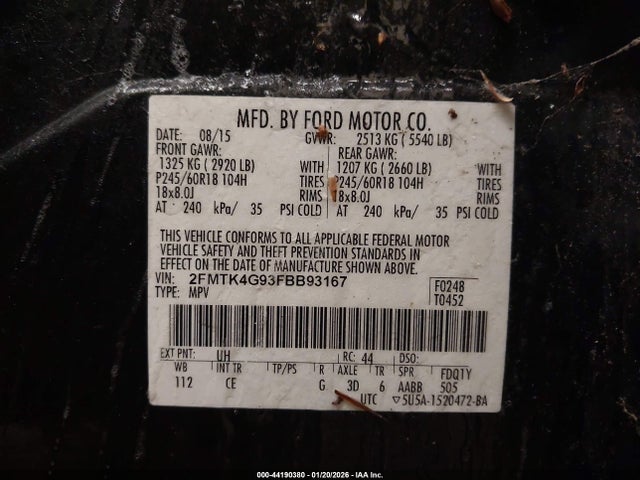 MFD. BY FORD MOTOR CO.
DATE: 08/15 GVWR: 2513 KG ( 5540 LB)
FRONT GAWR: REAR GAWR:
1325 KG ( 2920 LB) WITH 1207 KG ( 2660 LB) WITH
P245/60R18 104H TIRES P245/60R18 104H TIRES
18x8.0J RIMS 18x8.0J RIMS
AT 240 kPa/ 35 PSI COLD AT 240 kPa/ 35 PSI COLD
THIS VEHICLE CONFORMS TO ALL APPLICABLE FEDERAL MOTOR
VEHICLE SAFETY AND THEFT PREVENTION STANDARDS IN
EFFECT ON THE DATE OF MANUFACTURE SHOWN ABOVE.
VIN: 2FMTK4G93FBB93167 F0248
TYPE: MPV T0452
EXT PNT: UH RC: 44 DSO:
WB INT TR TP/PS R AXLE TR SPR FDQ1Y
112 CE G 3D 6 AABB 505
UTC ▽5U5A-1520472-BA
000-44190380 - 01/20/2026 - IAA Inc.